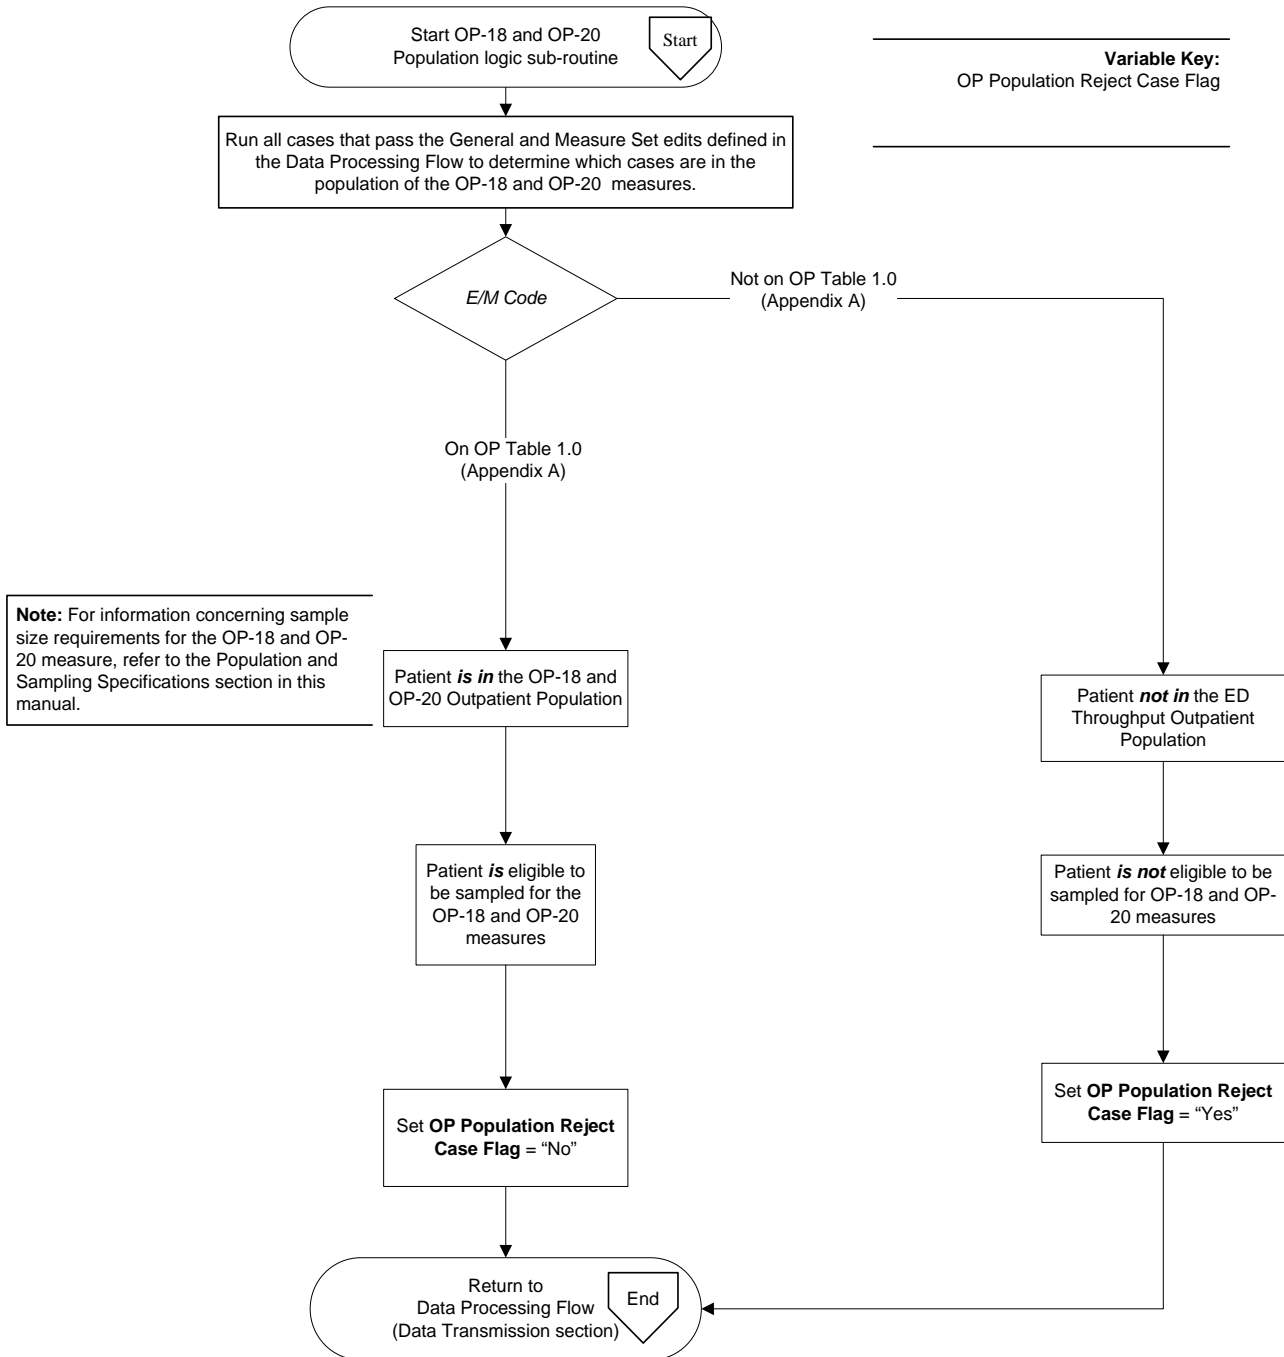 Start OP-18 and OP-20
Population logic sub-routine
Start
Variable Key:
OP Population Reject Case Flag
Run all cases that pass the General and Measure Set edits defined in
the Data Processing Flow to determine which cases are in the
population of the OP-18 and OP-20 measures.
E/M Code
Not on OP Table 1.0
(Appendix A)
On OP Table 1.0
(Appendix A)
Note: For information concerning sample
size requirements for the OP-18 and OP-
20 measure, refer to the Population and
Sampling Specifications section in this
manual.
Patient is in the OP-18 and
OP-20 Outpatient Population
Patient not in the ED
Throughput Outpatient
Population
Patient is eligible to
be sampled for the
OP-18 and OP-20
measures
Patient is not eligible to be
sampled for OP-18 and OP-
20 measures
Set OP Population Reject
Case Flag = “No”
Set OP Population Reject
Case Flag = “Yes”
Return to
Data Processing Flow
(Data Transmission section)
End